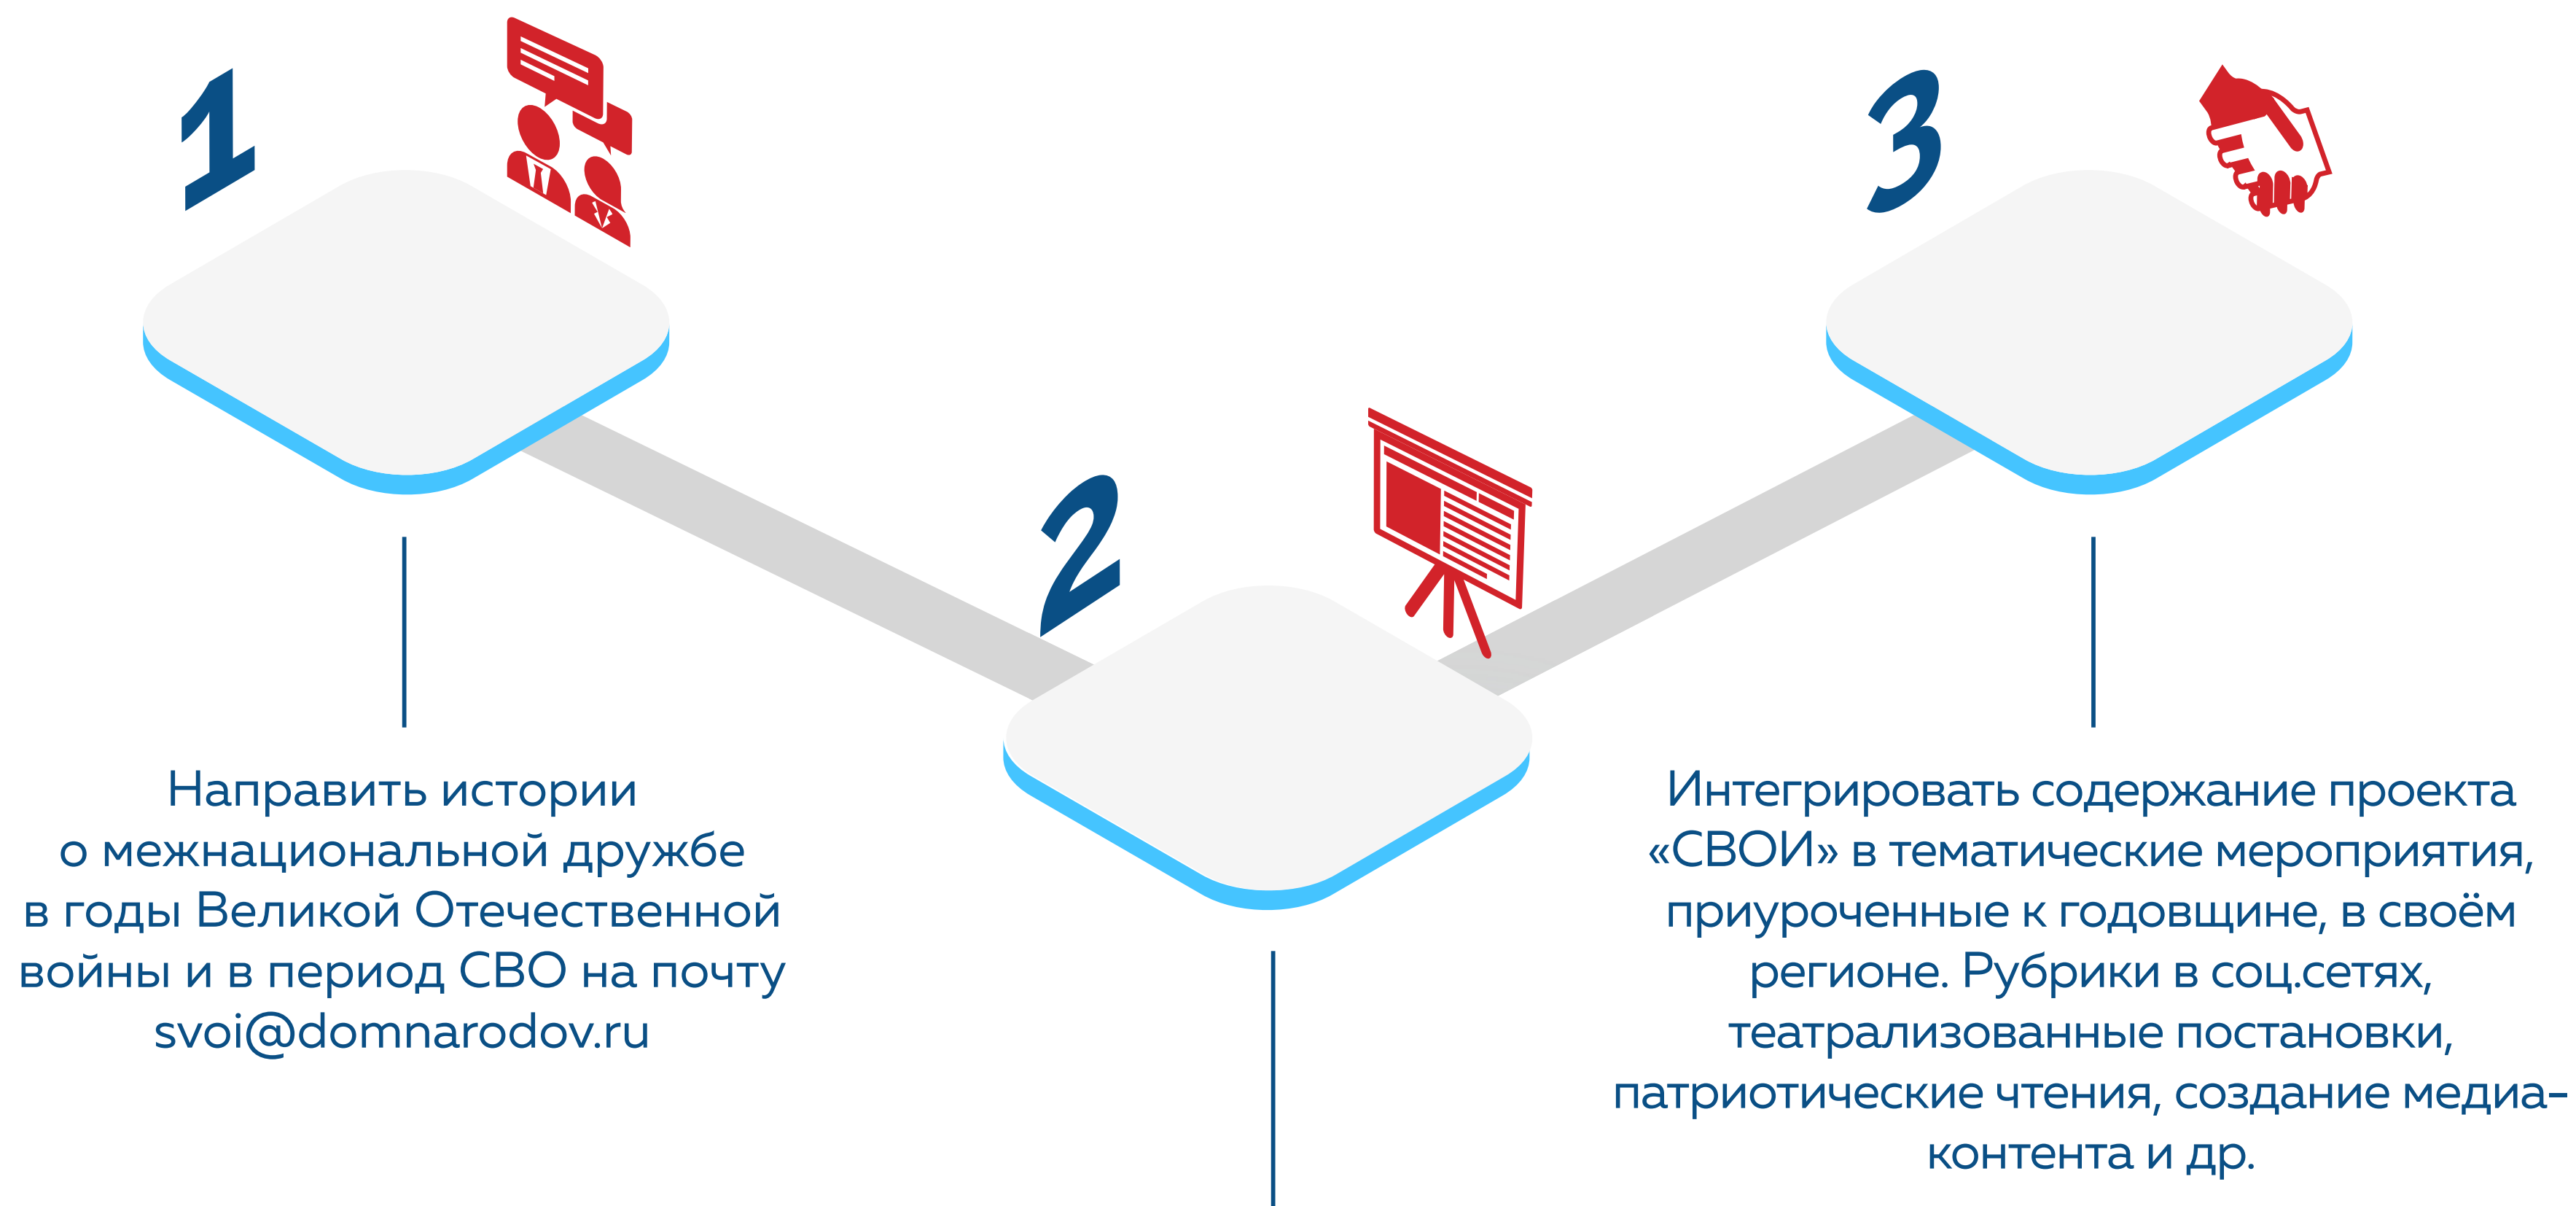 1
Направить истории
о межнациональной дружбе
в годы Великой Отечественной
войны и в период СВО на почту
svoi@domnarodov.ru
2
3
Интегрировать содержание проекта
«СВОИ» в тематические мероприятия,
приуроченные к годовщине, в своём
регионе. Рубрики в соц.сетях,
театрализованные постановки,
патриотические чтения, создание медиа-
контента и др.